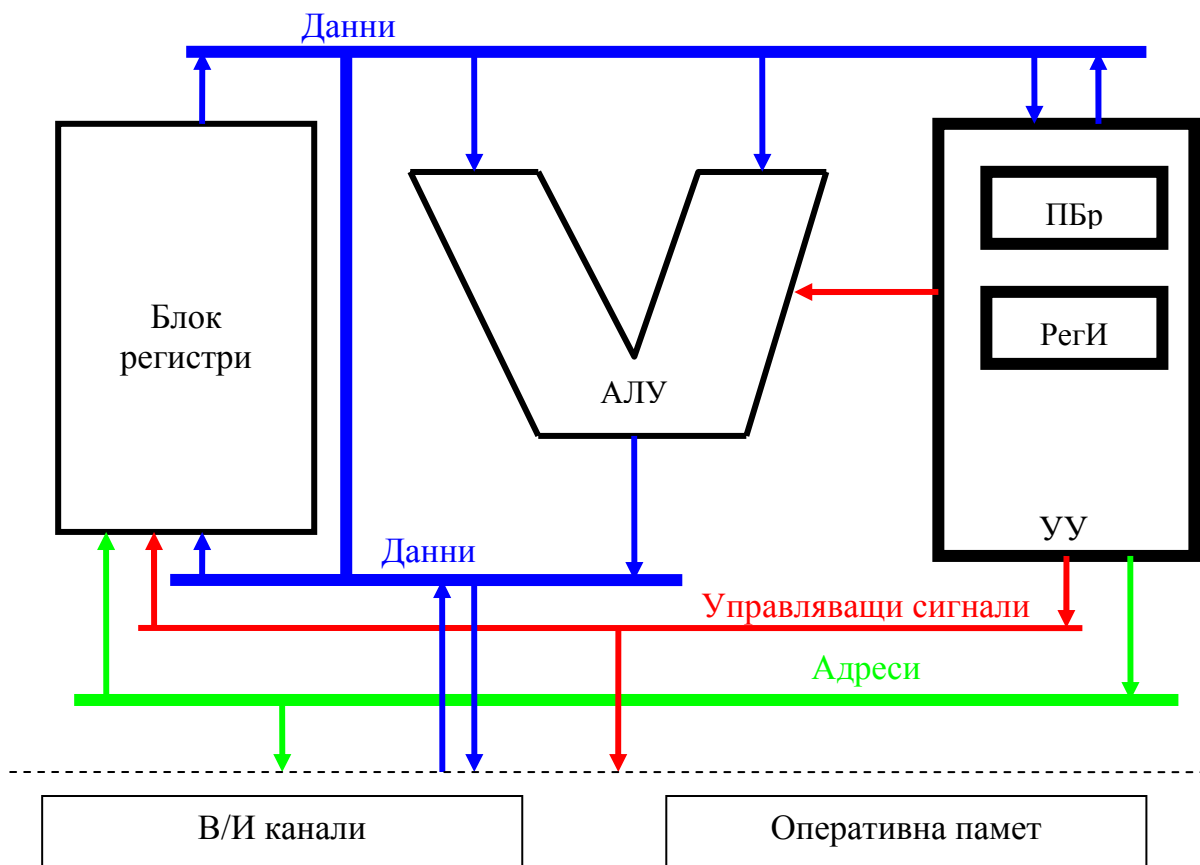 Данни
ПБр
Блок
регистри
РегИ
АЛУ
УУ
Данни
Управляващи сигнали
Адреси
В/И канали
Оперативна памет